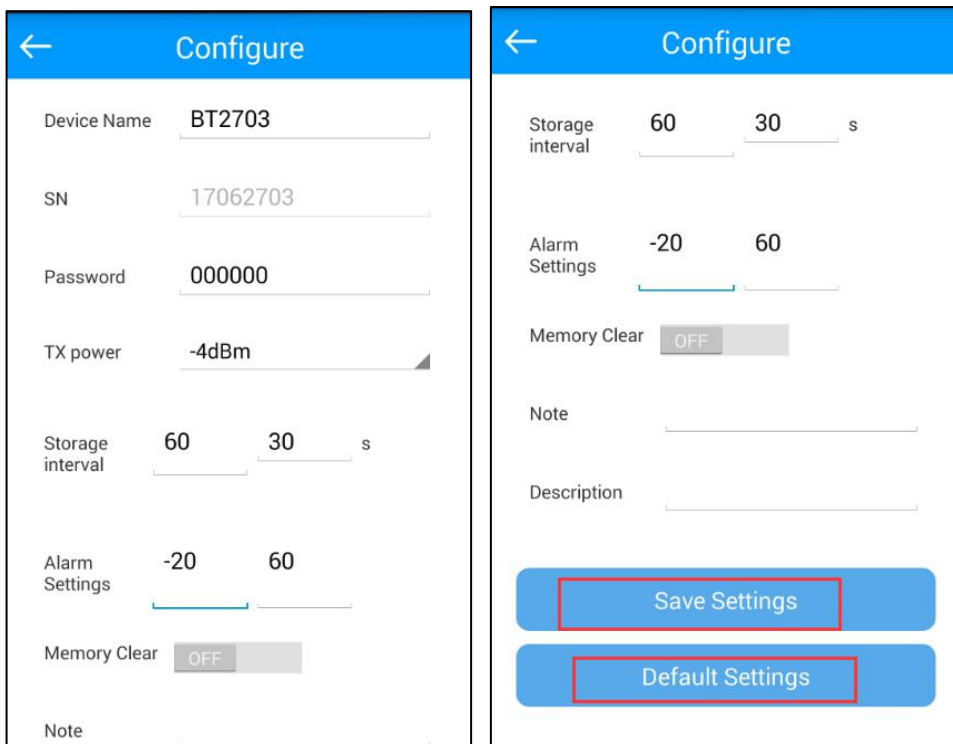 Configure
Device Name BT2703
SN 17062703
Password 000000
TX power -4dBm
Storage interval 60 30 s
Alarm Settings -20 60
Memory Clear OFF
Note
Configure
Storage interval 60 30 s
Alarm Settings -20 60
Memory Clear OFF
Note
Description
Save Settings
Default Settings